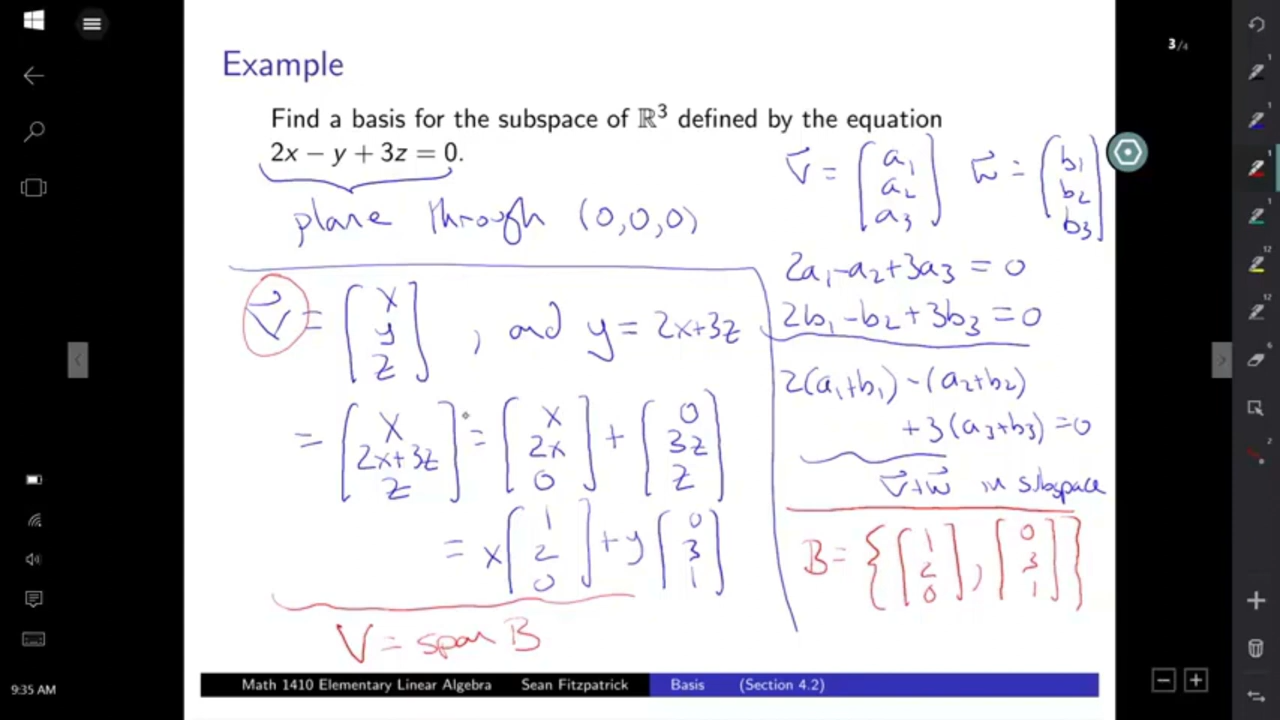 3/4
Example
Find a basis for the subspace of ℝ³ defined by the equation
2x − y + 3z = 0.
plane through (0,0,0)
v⃗ = [x y z], and y = 2x+3z
= [x 2x+3z z] = [x 2x 0] + [0 3z z]
= x[1 2 0] + y[0 3 1]
V = span B
v⃗ = [a₁ a₂ a₃] w⃗ = [b₁ b₂ b₃]
2a₁-a₂+3a₃ = 0
2b₁-b₂+3b₃ = 0
2(a₁+b₁) -(a₂+b₂)
+3(a₃+b₃) = 0
v⃗+w⃗ in subspace
B = {[1 2 0], [0 3 1]}
Math 1410 Elementary Linear Algebra Sean Fitzpatrick Basis (Section 4.2)
9:35 AM